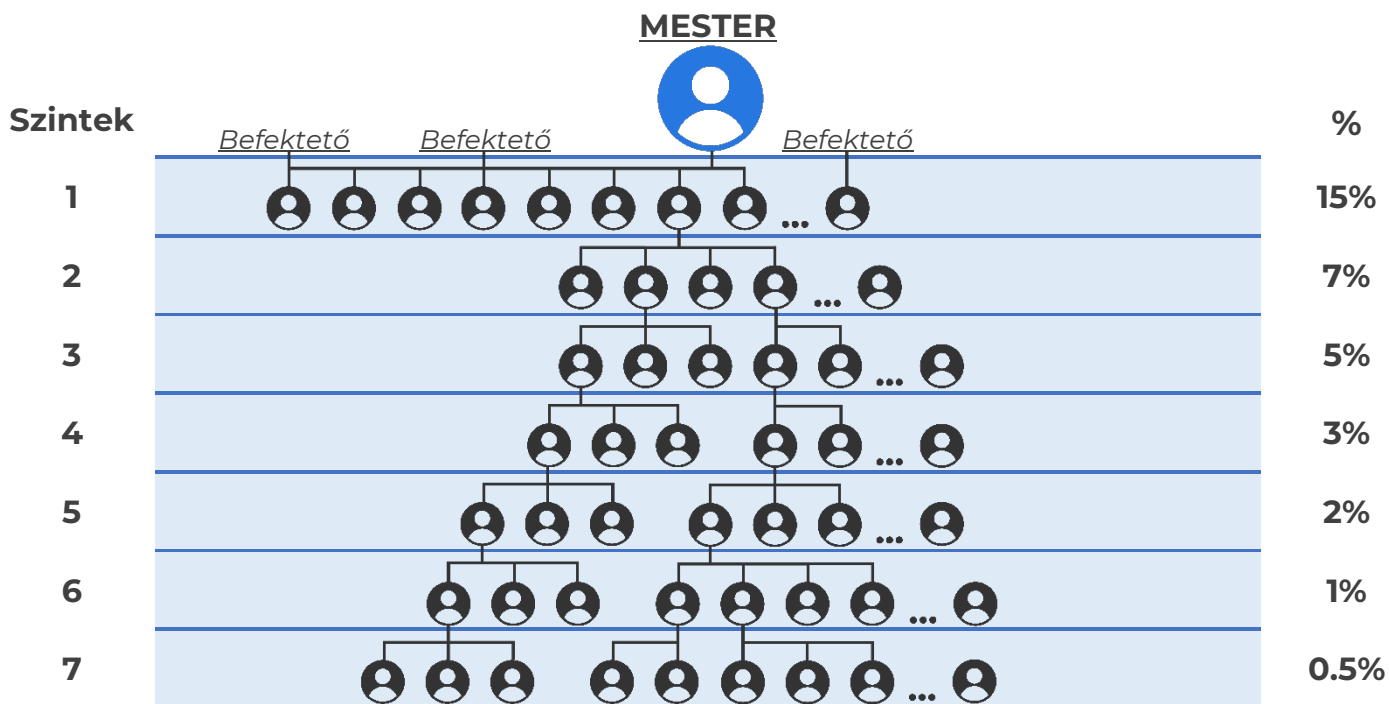 MESTER
Szintek
%
Befektető Befektető Befektető
1 15%
2 7%
3 5%
4 3%
5 2%
6 1%
7 0.5%